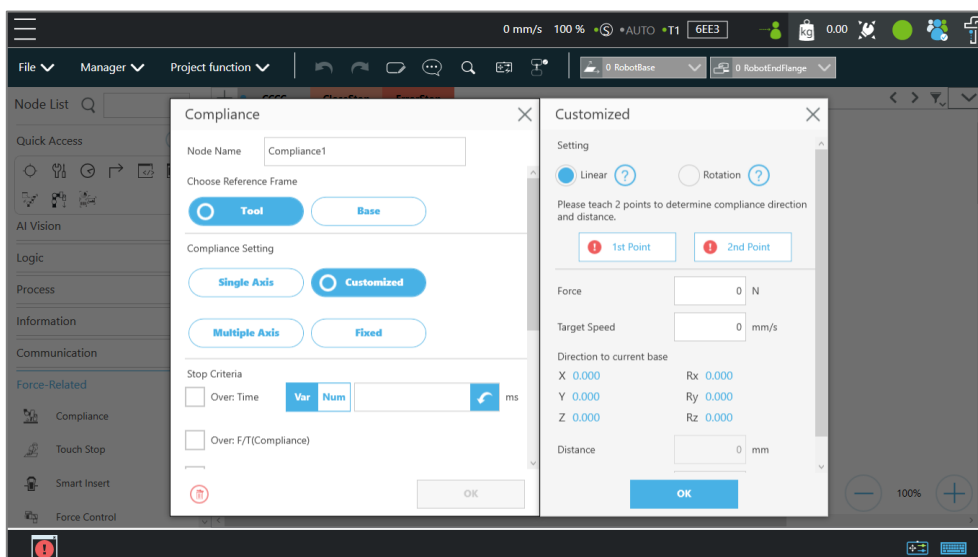 0 mm/s 100 % S AUTO T1 6EE3 kg 0.00
File Manager Project function 0 RobotBase 0 RobotEndFlange
Node List
Quick Access
AI Vision
Logic
Process
Information
Communication
Force-Related
Compliance
Touch Stop
Smart Insert
Force Control
Compliance
Node Name Compliance1
Choose Reference Frame
Tool Base
Compliance Setting
Single Axis Customized
Multiple Axis Fixed
Stop Criteria
Over: Time Var Num ms
Over: F/T(Compliance)
OK
Customized
Setting
Linear ? Rotation ?
Please teach 2 points to determine compliance direction
and distance.
! 1st Point ! 2nd Point
Force 0 N
Target Speed 0 mm/s
Direction to current base
X 0.000 Rx 0.000
Y 0.000 Ry 0.000
Z 0.000 Rz 0.000
Distance 0 mm
OK
100%